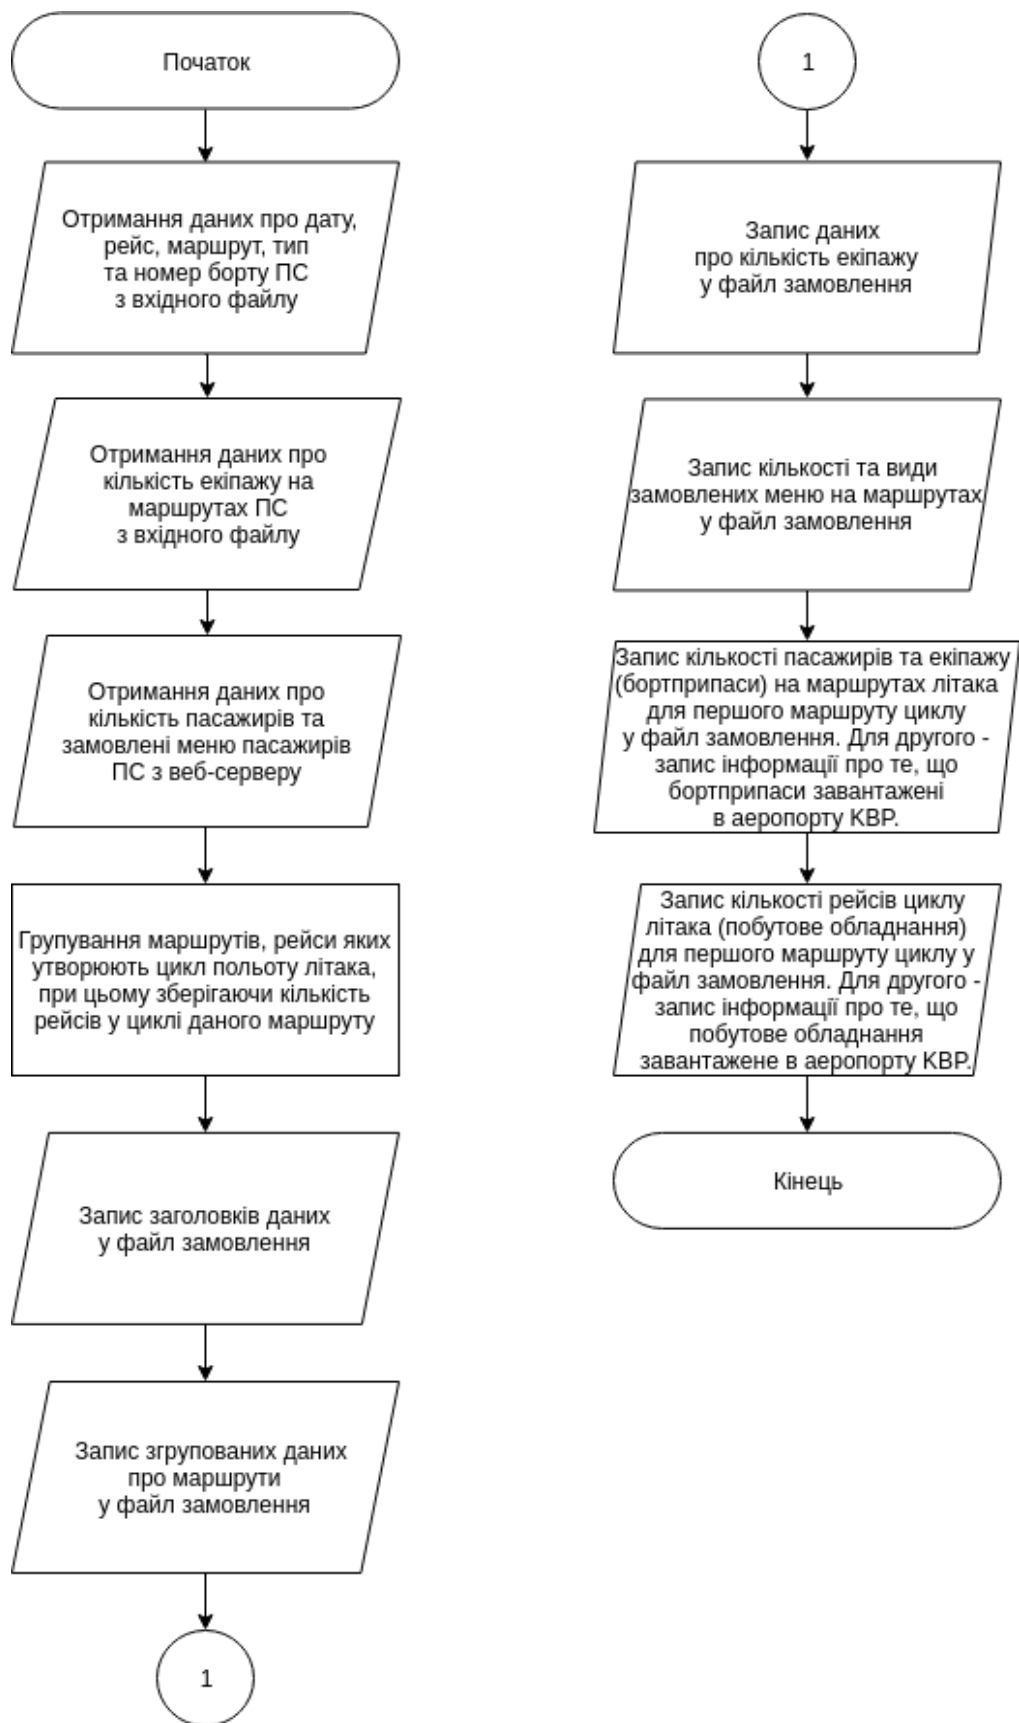 Початок
Отримання даних про дату,
рейс, маршрут, тип
та номер борту ПС
з вхідного файлу
Отримання даних про
кількість екіпажу на
маршрутах ПС
з вхідного файлу
Отримання даних про
кількість пасажирів та
замовлені меню пасажирів
ПС з веб-серверу
Групування маршрутів, рейси яких
утворюють цикл польоту літака,
при цьому зберігаючи кількість
рейсів у циклі даного маршруту
Запис заголовків даних
у файл замовлення
Запис згрупованих даних
про маршрути
у файл замовлення
1
1
Запис даних
про кількість екіпажу
у файл замовлення
Запис кількості та види
замовлених меню на маршрутах
у файл замовлення
Запис кількості пасажирів та екіпажу
(бортприпаси) на маршрутах літака
для першого маршруту циклу
у файл замовлення. Для другого -
запис інформації про те, що
бортприпаси завантажені
в аеропорту KBP.
Запис кількості рейсів циклу
літака (побутове обладнання)
для першого маршруту циклу у
файл замовлення. Для другого -
запис інформації про те, що
побутове обладнання
завантажене в аеропорту KBP.
Кінець